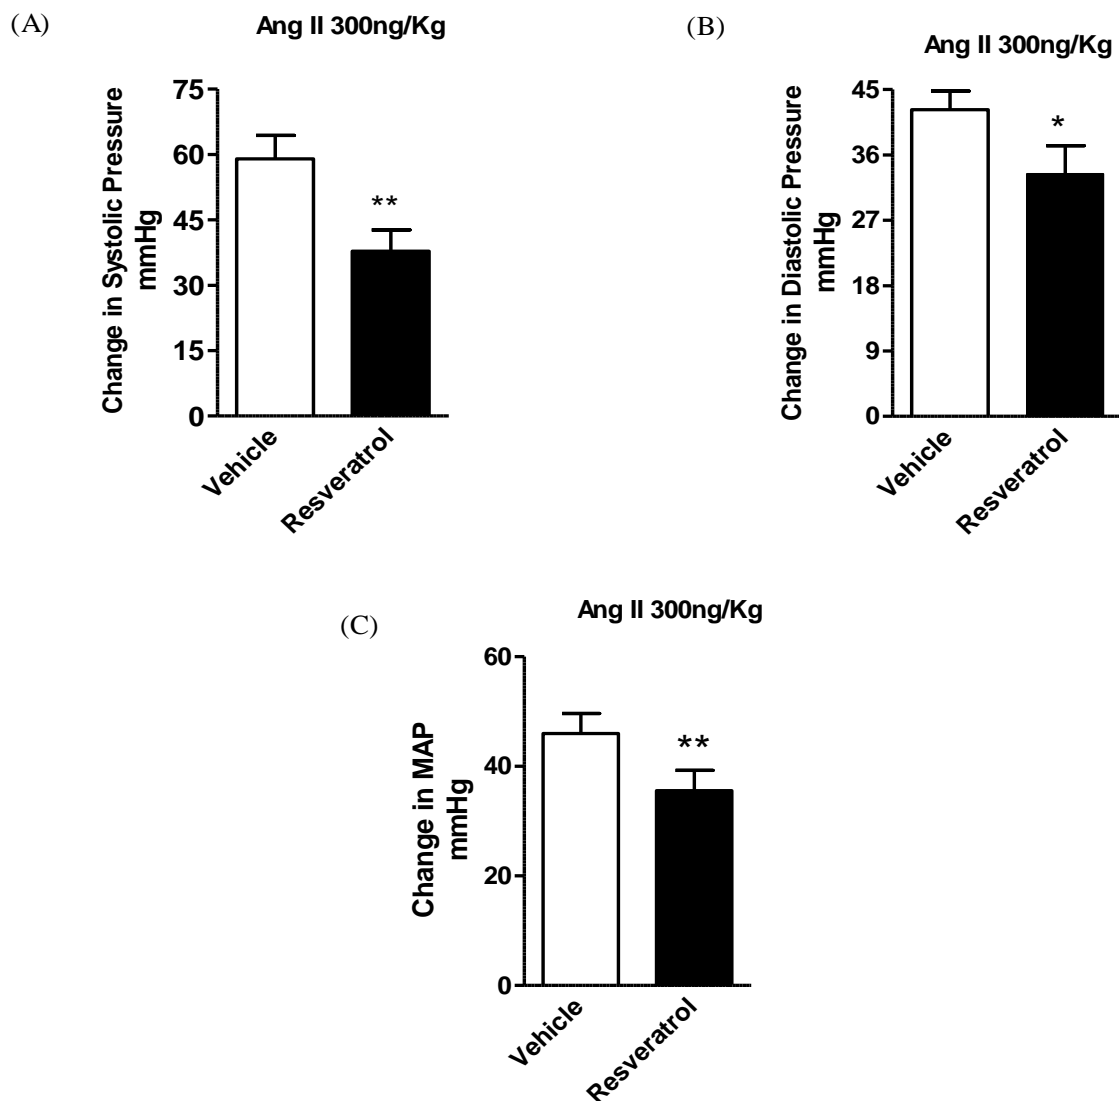 (A)
Ang II 300ng/Kg
Change in Systolic Pressure
mmHg
75
60
45
30
15
0
**
Vehicle
Resveratrol
(B)
Ang II 300ng/Kg
Change in Diastolic Pressure
mmHg
45
36
27
18
9
0
*
Vehicle
Resveratrol
(C)
Ang II 300ng/Kg
Change in MAP
mmHg
60
40
20
0
**
Vehicle
Resveratrol